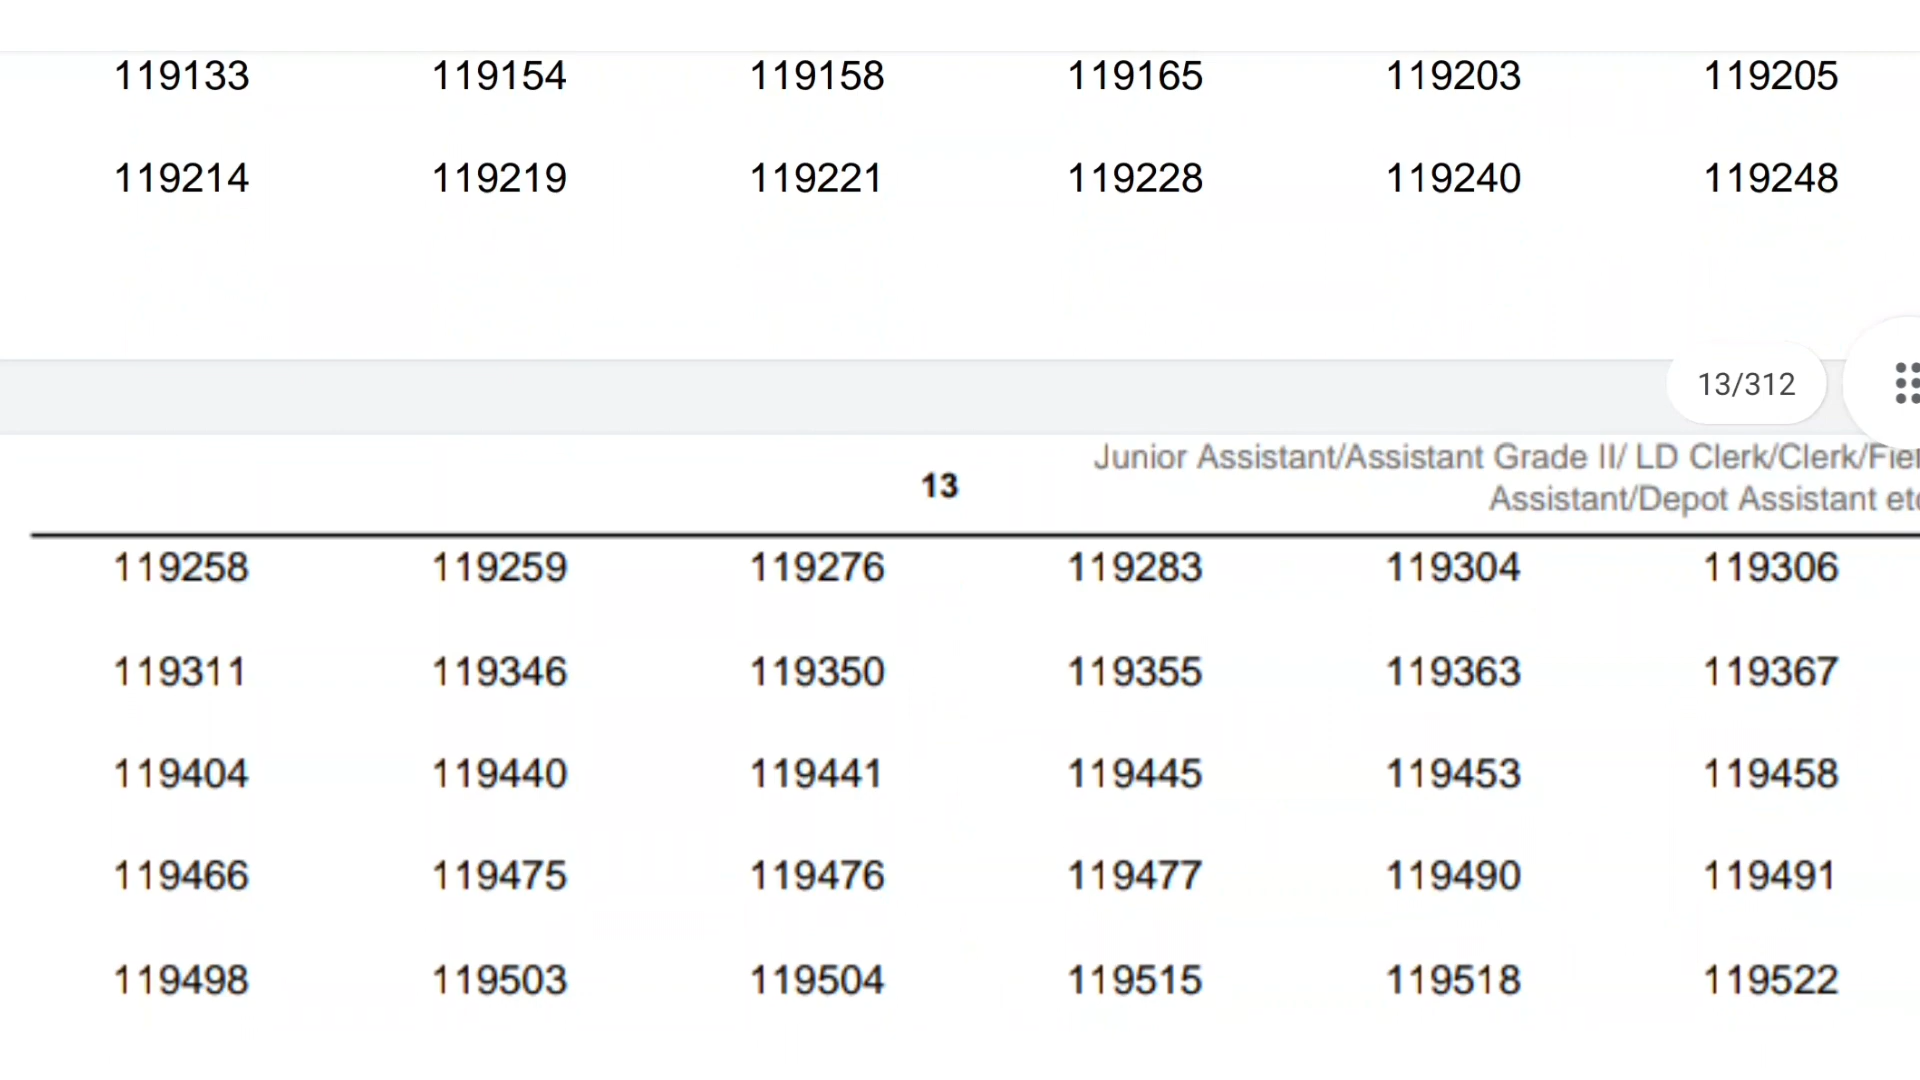 119133 119154 119158 119165 119203 119205
119214 119219 119221 119228 119240 119248
13/312
Junior Assistant/Assistant Grade II/ LD Clerk/Clerk/
13
Assistant/Depot Assistant
119258 119259 119276 119283 119304 119306
119311 119346 119350 119355 119363 119367
119404 119440 119441 119445 119453 119458
119466 119475 119476 119477 119490 119491
119498 119503 119504 119515 119518 119522